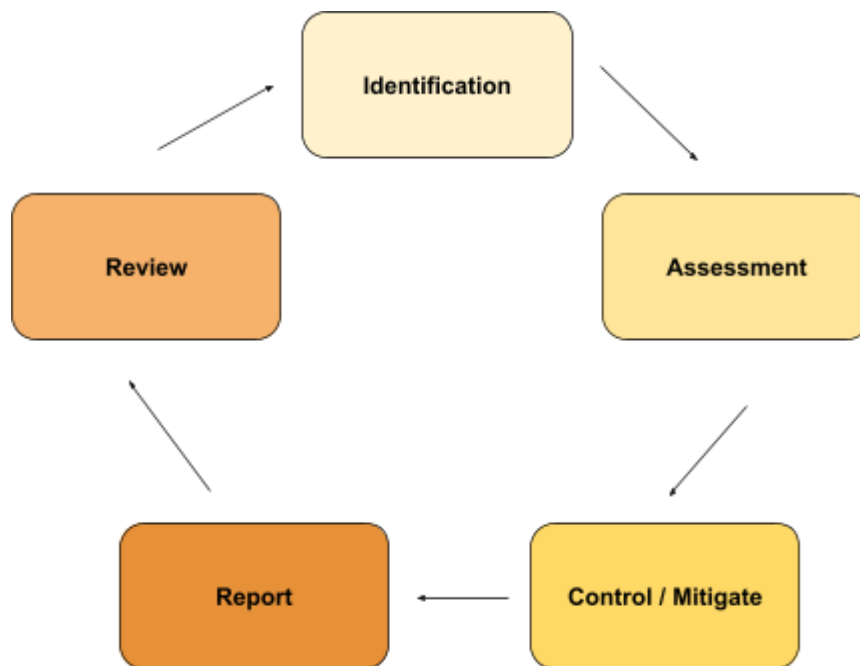 Identification
Assessment
Control / Mitigate
Report
Review